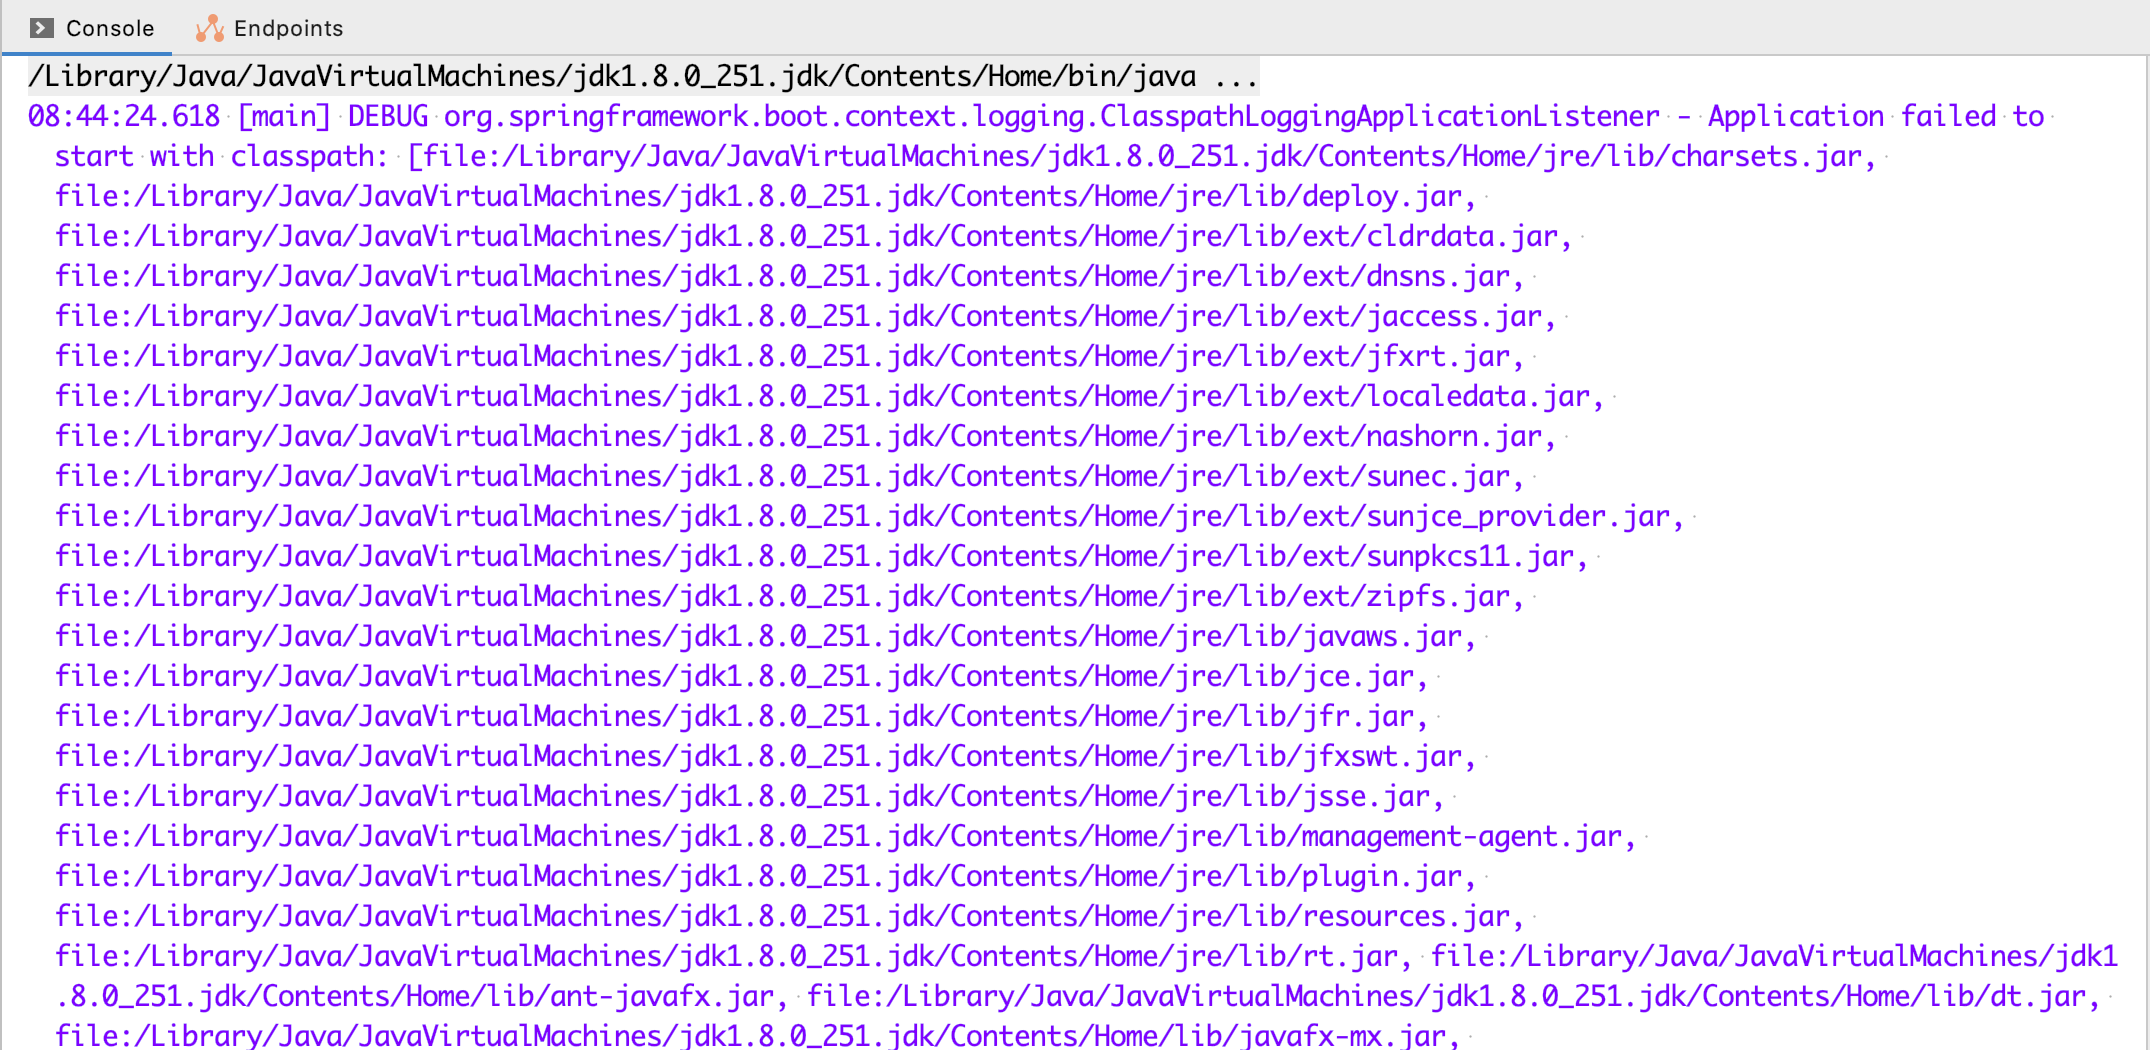 Console Endpoints
/Library/Java/JavaVirtualMachines/jdk1.8.0_251.jdk/Contents/Home/bin/java ...
08:44:24.618 [main] DEBUG org.springframework.boot.context.logging.ClasspathLoggingApplicationListener - Application failed to
start with classpath: [file:/Library/Java/JavaVirtualMachines/jdk1.8.0_251.jdk/Contents/Home/jre/lib/charsets.jar,
file:/Library/Java/JavaVirtualMachines/jdk1.8.0_251.jdk/Contents/Home/jre/lib/deploy.jar,
file:/Library/Java/JavaVirtualMachines/jdk1.8.0_251.jdk/Contents/Home/jre/lib/ext/cldrdata.jar,
file:/Library/Java/JavaVirtualMachines/jdk1.8.0_251.jdk/Contents/Home/jre/lib/ext/dnsns.jar,
file:/Library/Java/JavaVirtualMachines/jdk1.8.0_251.jdk/Contents/Home/jre/lib/ext/jaccess.jar,
file:/Library/Java/JavaVirtualMachines/jdk1.8.0_251.jdk/Contents/Home/jre/lib/ext/jfxrt.jar,
file:/Library/Java/JavaVirtualMachines/jdk1.8.0_251.jdk/Contents/Home/jre/lib/ext/localedata.jar,
file:/Library/Java/JavaVirtualMachines/jdk1.8.0_251.jdk/Contents/Home/jre/lib/ext/nashorn.jar,
file:/Library/Java/JavaVirtualMachines/jdk1.8.0_251.jdk/Contents/Home/jre/lib/ext/sunec.jar,
file:/Library/Java/JavaVirtualMachines/jdk1.8.0_251.jdk/Contents/Home/jre/lib/ext/sunjce_provider.jar,
file:/Library/Java/JavaVirtualMachines/jdk1.8.0_251.jdk/Contents/Home/jre/lib/ext/sunpkcs11.jar,
file:/Library/Java/JavaVirtualMachines/jdk1.8.0_251.jdk/Contents/Home/jre/lib/ext/zipfs.jar,
file:/Library/Java/JavaVirtualMachines/jdk1.8.0_251.jdk/Contents/Home/jre/lib/javaws.jar,
file:/Library/Java/JavaVirtualMachines/jdk1.8.0_251.jdk/Contents/Home/jre/lib/jce.jar,
file:/Library/Java/JavaVirtualMachines/jdk1.8.0_251.jdk/Contents/Home/jre/lib/jfr.jar,
file:/Library/Java/JavaVirtualMachines/jdk1.8.0_251.jdk/Contents/Home/jre/lib/jfxswt.jar,
file:/Library/Java/JavaVirtualMachines/jdk1.8.0_251.jdk/Contents/Home/jre/lib/jsse.jar,
file:/Library/Java/JavaVirtualMachines/jdk1.8.0_251.jdk/Contents/Home/jre/lib/management-agent.jar,
file:/Library/Java/JavaVirtualMachines/jdk1.8.0_251.jdk/Contents/Home/jre/lib/plugin.jar,
file:/Library/Java/JavaVirtualMachines/jdk1.8.0_251.jdk/Contents/Home/jre/lib/resources.jar,
file:/Library/Java/JavaVirtualMachines/jdk1.8.0_251.jdk/Contents/Home/jre/lib/rt.jar, file:/Library/Java/JavaVirtualMachines/jdk1
.8.0_251.jdk/Contents/Home/lib/ant-javafx.jar, file:/Library/Java/JavaVirtualMachines/jdk1.8.0_251.jdk/Contents/Home/lib/dt.jar,
file:/Library/Java/JavaVirtualMachines/jdk1.8.0_251.jdk/Contents/Home/lib/javafx-mx.jar,